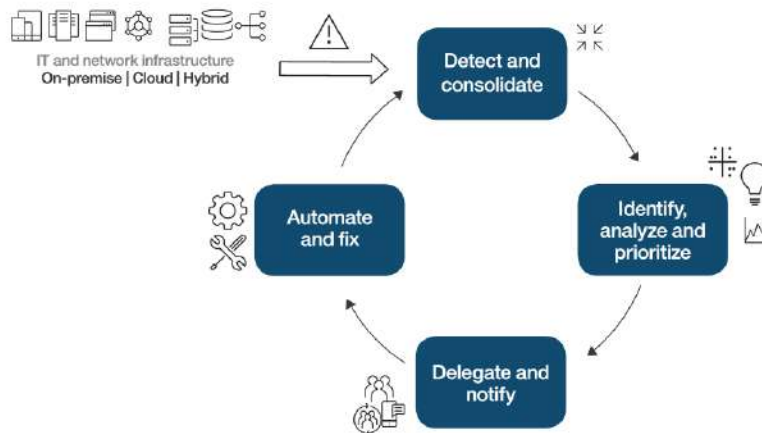 IT and network infrastructure
On-premise | Cloud | Hybrid
Detect and
consolidate
Identify,
analyze and
prioritize
Delegate and
notify
Automate
and fix